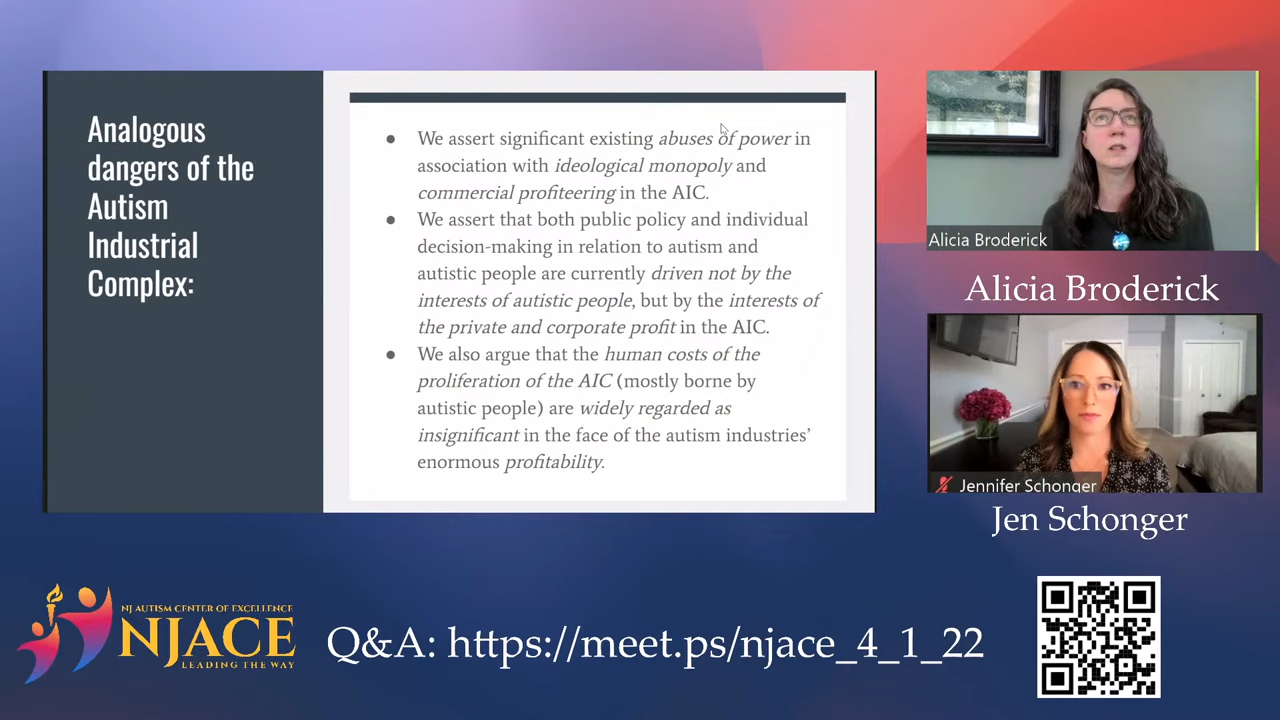 Analogous
dangers of the
Autism
Industrial
Complex:
● We assert significant existing abuses of power in
association with ideological monopoly and
commercial profiteering in the AIC.
● We assert that both public policy and individual
decision-making in relation to autism and
autistic people are currently driven not by the
interests of autistic people, but by the interests of
the private and corporate profit in the AIC.
● We also argue that the human costs of the
proliferation of the AIC (mostly borne by
autistic people) are widely regarded as
insignificant in the face of the autism industries’
enormous profitability.
Alicia Broderick
Alicia Broderick
Jennifer Schonger
Jen Schonger
NJ AUTISM CENTER OF EXCELLENCE
NJACE
LEADING THE WAY
Q&A: https://meet.ps/njace_4_1_22